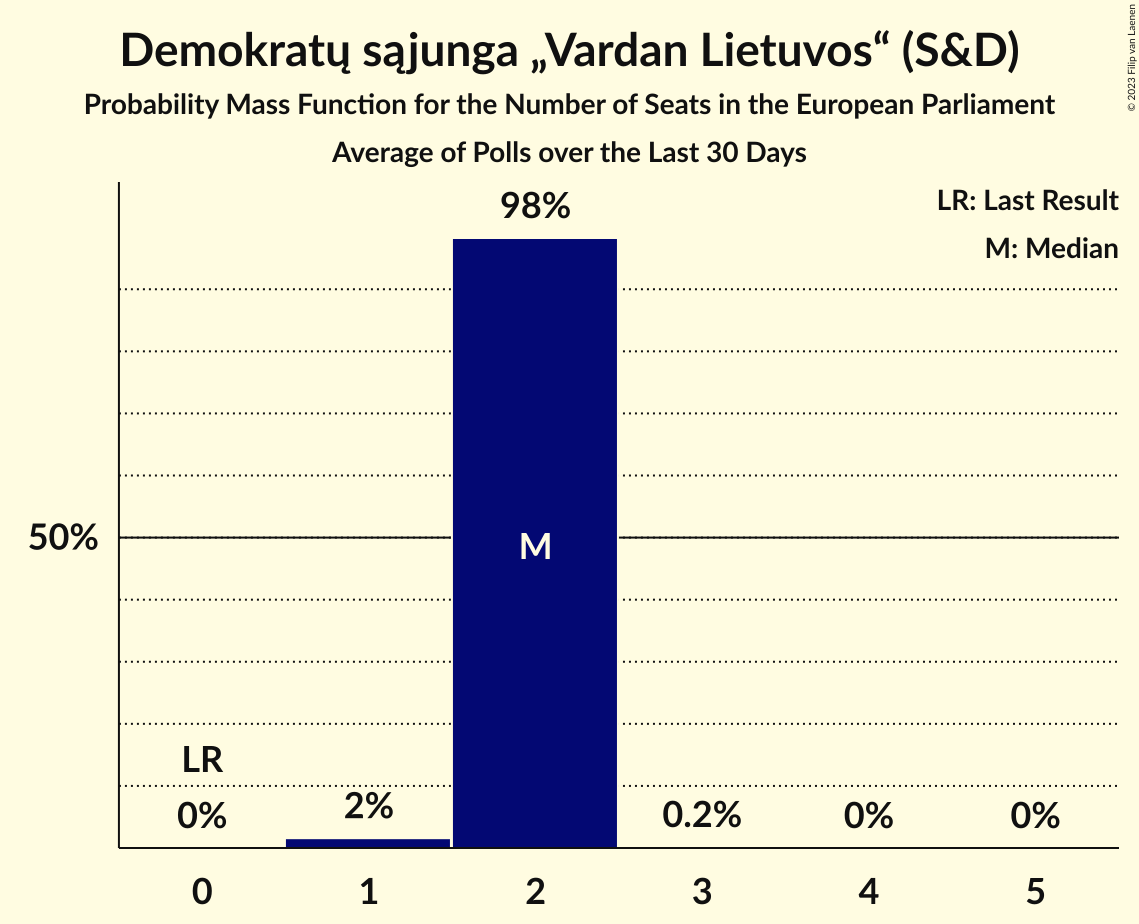 Demokratų sąjunga „Vardan Lietuvos“ (S&D)
Probability Mass Function for the Number of Seats in the European Parliament
Average of Polls over the Last 30 Days
© 2023 Filip van Laenen
LR: Last Result
M: Median
98%
50%
M
LR
0%
2%
0.2%
0%
0%
0 1 2 3 4 5